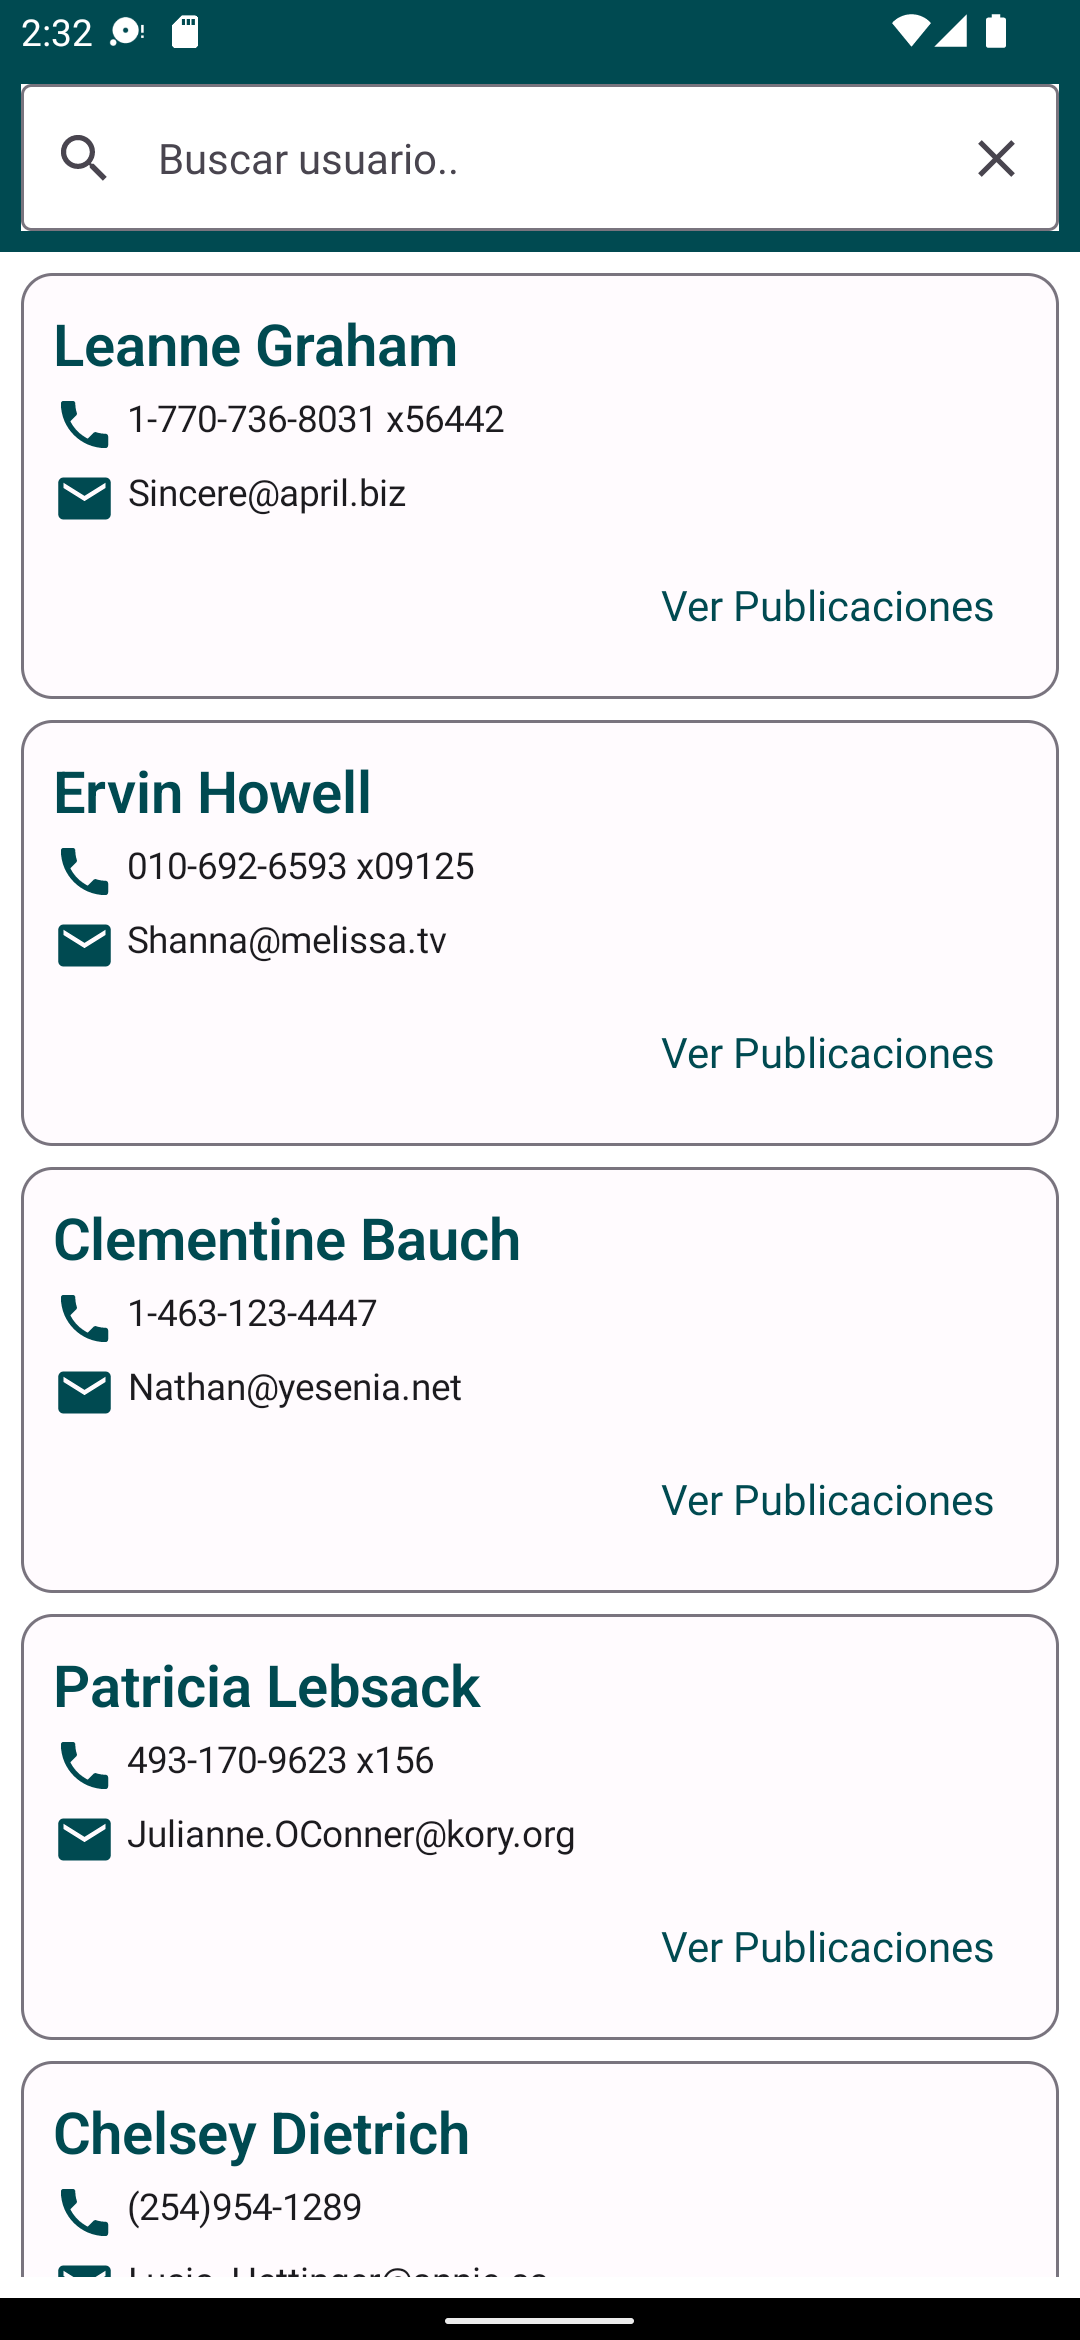 2:32
Buscar usuario..
Leanne Graham
1-770-736-8031 x56442
Sincere@april.biz
Ver Publicaciones
Ervin Howell
010-692-6593 x09125
Shanna@melissa.tv
Ver Publicaciones
Clementine Bauch
1-463-123-4447
Nathan@yesenia.net
Ver Publicaciones
Patricia Lebsack
493-170-9623 x156
Julianne.OConner@kory.org
Ver Publicaciones
Chelsey Dietrich
(254)954-1289